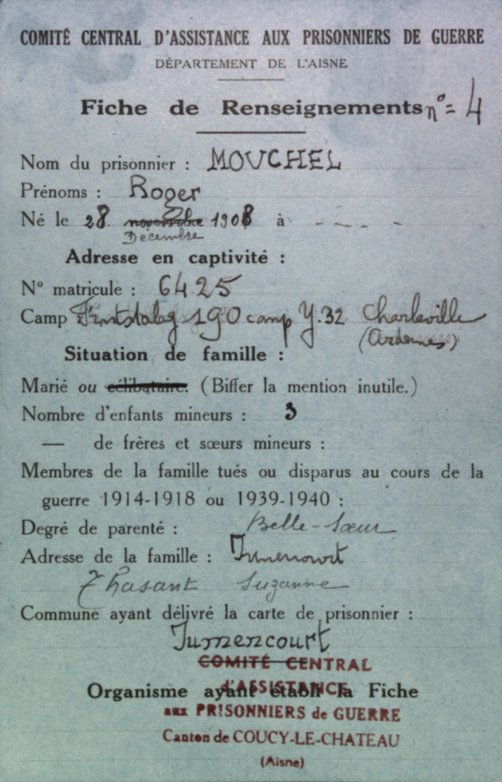 COMITÉ CENTRAL D'ASSISTANCE AUX PRISONNIERS DE GUERRE
DÉPARTEMENT DE L'AISNE
Fiche de Renseignements n°= 4
Nom du prisonnier : MOUCHEL
Prénoms : Roger
Né le 28 novembre 1908 à - - - -
Decembre
Adresse en captivité :
N° matricule : 6425
Camp Frontstalag 190 camp Y.32 Charleville
(Ardennes)
Situation de famille :
Marié ou célibataire. (Biffer la mention inutile.)
Nombre d'enfants mineurs : 3
— de frères et sœurs mineurs :
Membres de la famille tués ou disparus au cours de la
guerre 1914-1918 ou 1939-1940 :
Degré de parenté : Belle-Sœur
Adresse de la famille : Jumencourt
Thasant Suzanne
Commune ayant délivré la carte de prisonnier :
Jumencourt
COMITÉ CENTRAL
d'ASSISTANCE
Organisme ayant établi la Fiche
aux PRISONNIERS de GUERRE
Canton de COUCY-LE-CHATEAU
(Aisne)